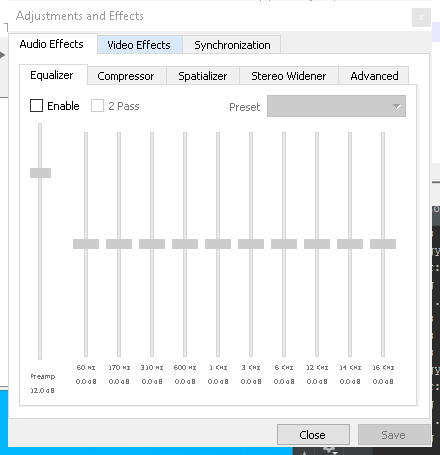 Adjustments and Effects
Audio Effects Video Effects Synchronization
Equalizer Compressor Spatializer Stereo Widener Advanced
Enable 2 Pass Preset
60 Hz 170 Hz 310 Hz 600 Hz 1 KHz 3 KHz 6 KHz 12 KHz 14 KHz 16 KHz
Preamp 0.0 dB 0.0 dB 0.0 dB 0.0 dB 0.0 dB 0.0 dB 0.0 dB 0.0 dB 0.0 dB 0.0 dB
12.0 dB
Close Save